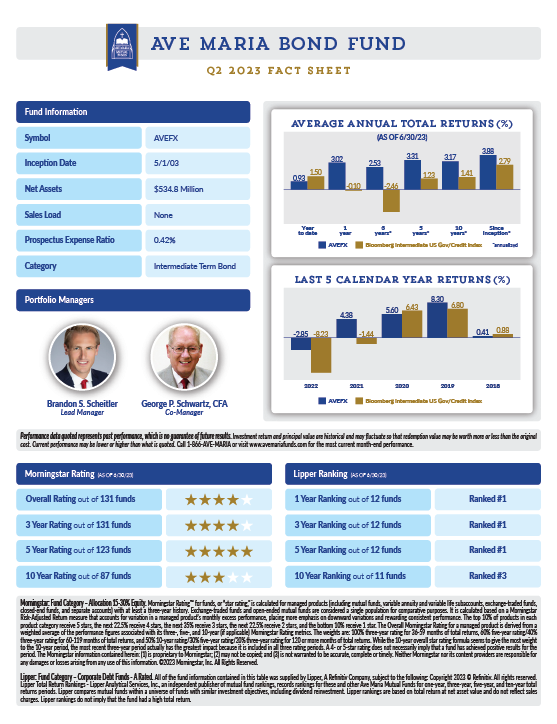 AVE MARIA BOND FUND
Q2 2023 FACT SHEET
Fund Information
Symbol AVEFX
Inception Date 5/1/03
Net Assets $534.8 Million
Sales Load None
Prospectus Expense Ratio 0.42%
Category Intermediate Term Bond
Portfolio Managers
Brandon S. Scheitler
Lead Manager
George P. Schwartz, CFA
Co-Manager
AVERAGE ANNUAL TOTAL RETURNS (%)
(AS OF 6/30/23)
0.93 1.50 3.02 -0.10 2.53 -2.46 3.31 1.23 3.17 1.41 3.88 2.79
Year to date
1 year
years*
5 years*
10 years*
Since Inception*
AVEFX Bloomberg Intermediate US Gov/Credit Index *annualized
LAST 5 CALENDAR YEAR RETURNS (%)
-2.85 -8.23 4.38 -1.44 5.60 6.43 8.30 6.80 0.41 0.88
2022 2021 2020 2019 2018
AVEFX Bloomberg Intermediate US Gov/Credit Index
Performance data quoted represents past performance, which is no guarantee of future results. Investment return and principal value are historical and may fluctuate so that redemption value may be worth more or less than the original
cost. Current performance may be lower or higher than what is quoted. Call 1-866-AVE-MARIA or visit www.avemariafunds.com for the most current month-end performance.
Morningstar Rating (AS OF 6/30/23)
Overall Rating out of 131 funds
3 Year Rating out of 131 funds
5 Year Rating out of 123 funds
10 Year Rating out of 87 funds
Lipper Ranking (AS OF 6/30/23)
1 Year Ranking out of 12 funds Ranked #1
3 Year Ranking out of 12 funds Ranked #1
5 Year Ranking out of 12 funds Ranked #1
10 Year Ranking out of 11 funds Ranked #3
Morningstar: Fund Category - Allocation 15-30% Equity. Morningstar Rating™ for funds, or "star rating," is calculated for managed products (including mutual funds, variable annuity and variable life subaccounts, exchange-traded funds,
closed-end funds, and separate accounts) with at least a three-year history. Exchange-traded funds and open-ended mutual funds are considered a single population for comparative purposes. It is calculated based on a Morningstar
Risk-Adjusted Return measure that accounts for variation in a managed product's monthly excess performance, placing more emphasis on downward variations and rewarding consistent performance. The top 10% of products in each
product category receive 5 stars, the next 22.5% receive 4 stars, the next 35% receive 3 stars, the next 22.5% receive 2 stars, and the bottom 10% receive 1 star. The Overall Morningstar Rating for a managed product is derived from a
weighted average of the performance figures associated with its three-, five-, and 10-year (if applicable) Morningstar Rating metrics. The weights are: 100% three-year rating for 36-59 months of total returns, 60% five-year rating/40%
three-year rating for 60-119 months of total returns, and 50% 10-year rating/30% five-year rating/20% three-year rating for 120 or more months of total returns. While the 10-year overall star rating formula seems to give the most weight
to the 10-year period, the most recent three-year period actually has the greatest impact because it is included in all three rating periods. A 4- or 5-star rating does not necessarily imply that a fund has achieved positive results for the
period. The Morningstar information contained herein: (1) is proprietary to Morningstar; (2) may not be copied; and (3) is not warranted to be accurate, complete or timely. Neither Morningstar nor its content providers are responsible for
any damages or losses arising from any use of this information. ©2023 Morningstar, Inc. All Rights Reserved.
Lipper: Fund Category - Corporate Debt Funds - A Rated. All of the fund information contained in this table was supplied by Lipper, A Refinitiv Company, subject to the following: Copyright 2023 © Refinitiv. All rights reserved.
Lipper Total Return Rankings - Lipper Analytical Services, Inc., an independent publisher of mutual fund rankings, records rankings for these and other Ave Maria Mutual Funds for one-year, three-year, five-year, and ten-year total
returns periods. Lipper compares mutual funds within a universe of funds with similar investment objectives, including dividend reinvestment. Lipper rankings are based on total return at net asset value and do not reflect sales
charges. Lipper rankings do not imply that the fund had a high total return.